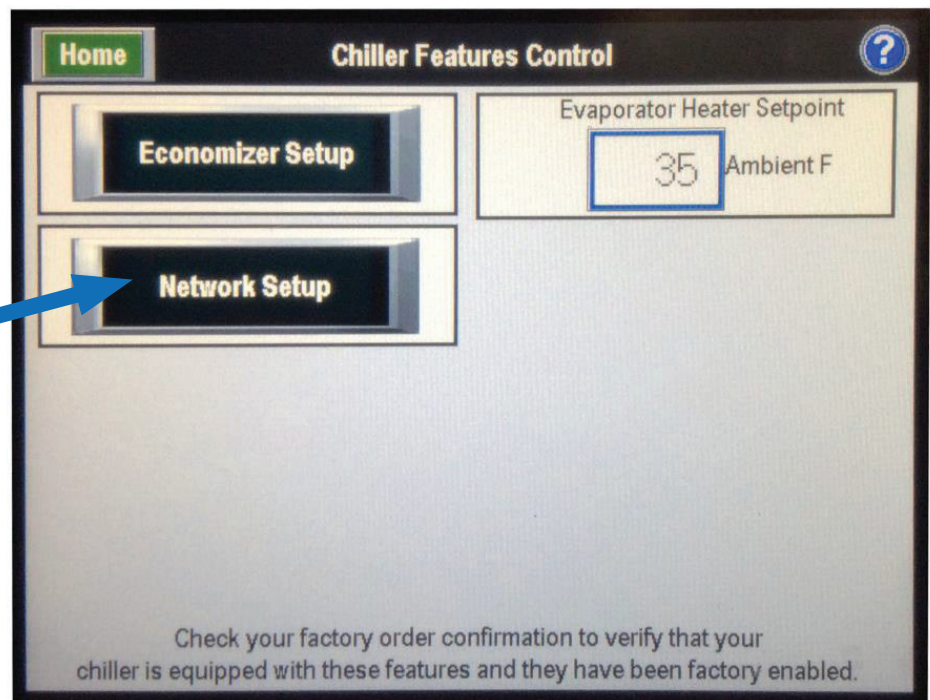 Home
Chiller Features Control
?
Economizer Setup
Evaporator Heater Setpoint
35
Ambient F
Network Setup
Check your factory order confirmation to verify that your
chiller is equipped with these features and they have been factory enabled.